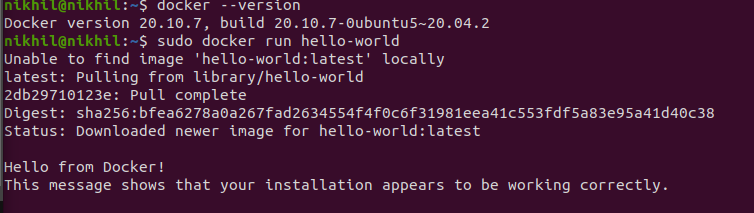 nikhil@nikhil:~$ docker --version
Docker version 20.10.7, build 20.10.7-0ubuntu5~20.04.2
nikhil@nikhil:~$ sudo docker run hello-world
Unable to find image 'hello-world:latest' locally
latest: Pulling from library/hello-world
2db29710123e: Pull complete
Digest: sha256:bfea6278a0a267fad2634554f4f0c6f31981eea41c553fdf5a83e95a41d40c38
Status: Downloaded newer image for hello-world:latest
Hello from Docker!
This message shows that your installation appears to be working correctly.